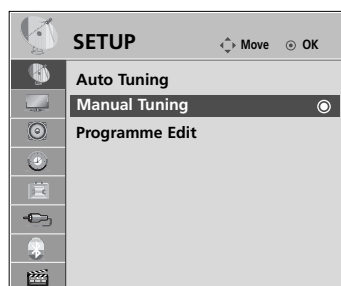 SETUP Move OK
Auto Tuning
Manual Tuning
Programme Edit